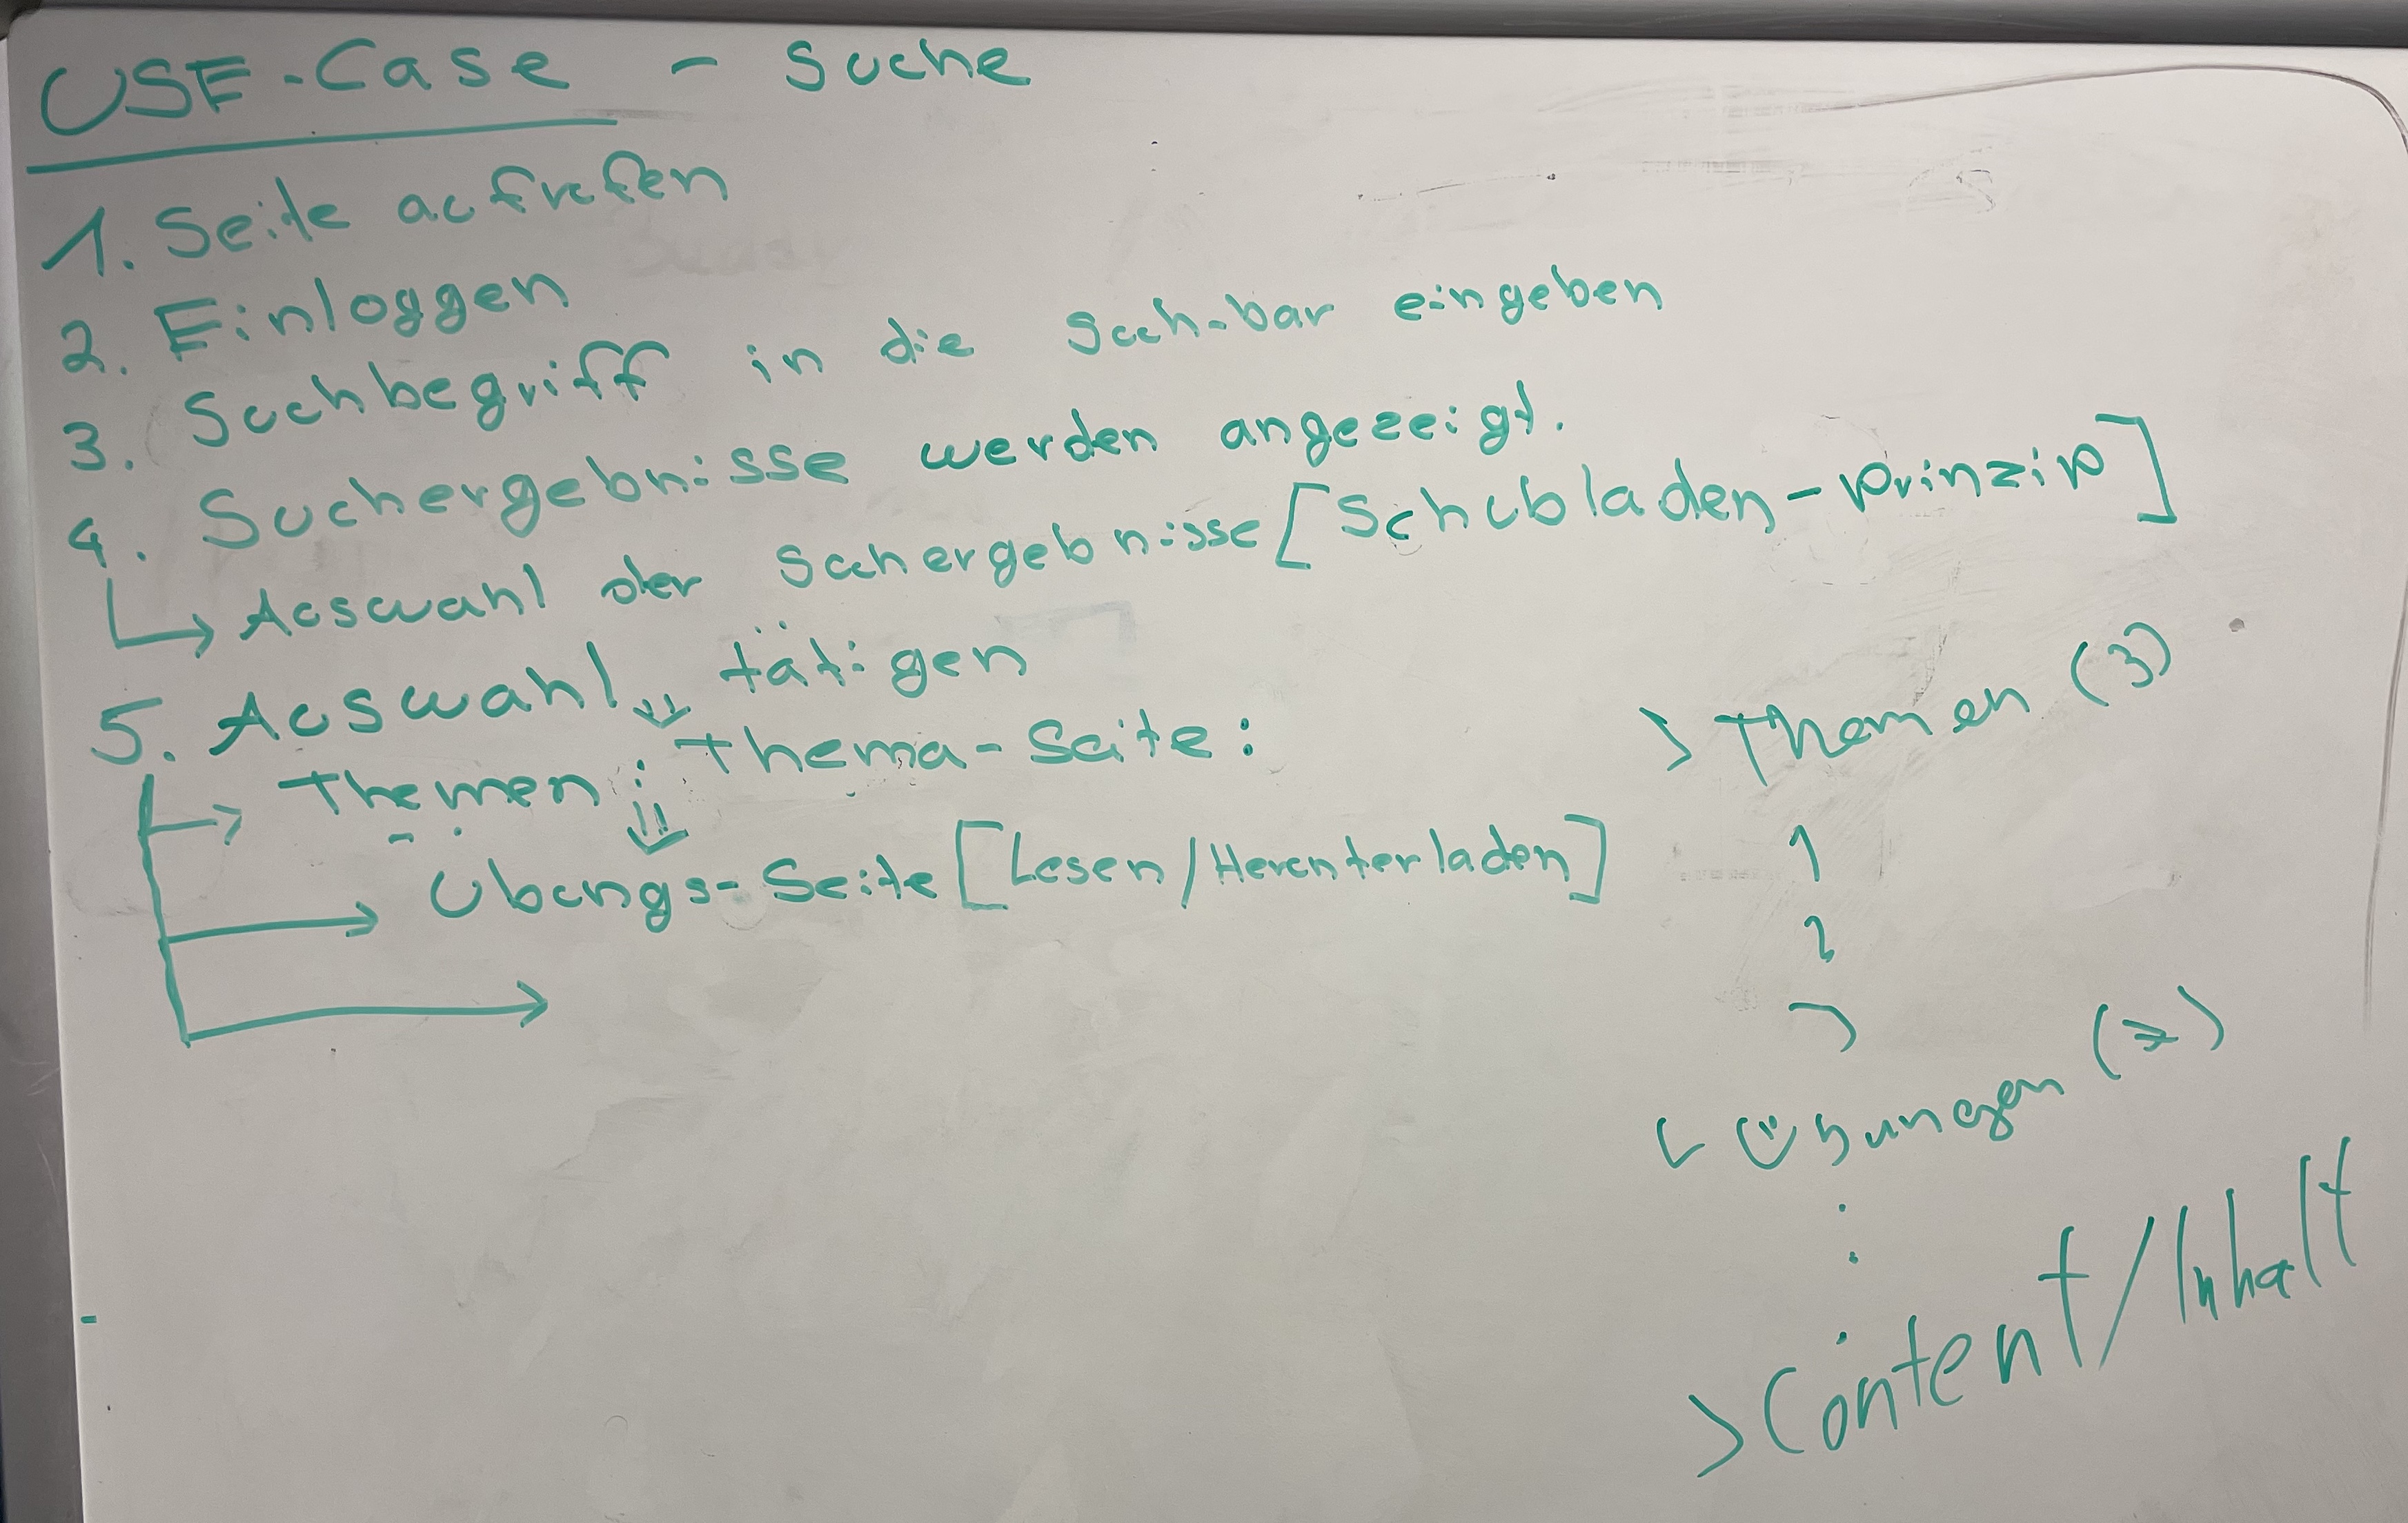 USE-Case - Suche
1. Seite aufrufen
2. Einloggen
3. Suchbegriff in die Such-bar eingeben
4. Suchergebnisse werden angezeigt.
↳ Auswahl der Suchergebnisse [Schubladen-Prinzip]
5. Auswahl tätigen
→ Themen: Thema-Seite:
→ Übungs-Seite [Lesen/Herunterladen]
→
> Themen (3)
1
2
3
Übungen (7)
:
.
> Content/Inhalt